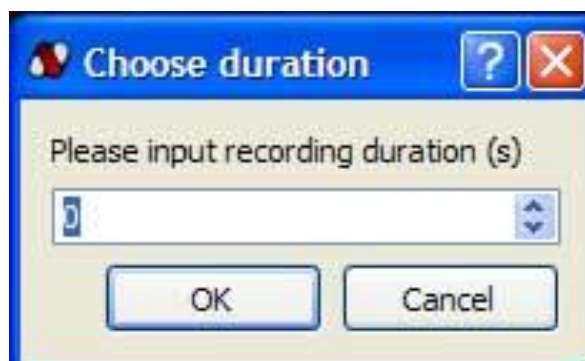 Choose duration
?
Please input recording duration (s)
0
OK
Cancel